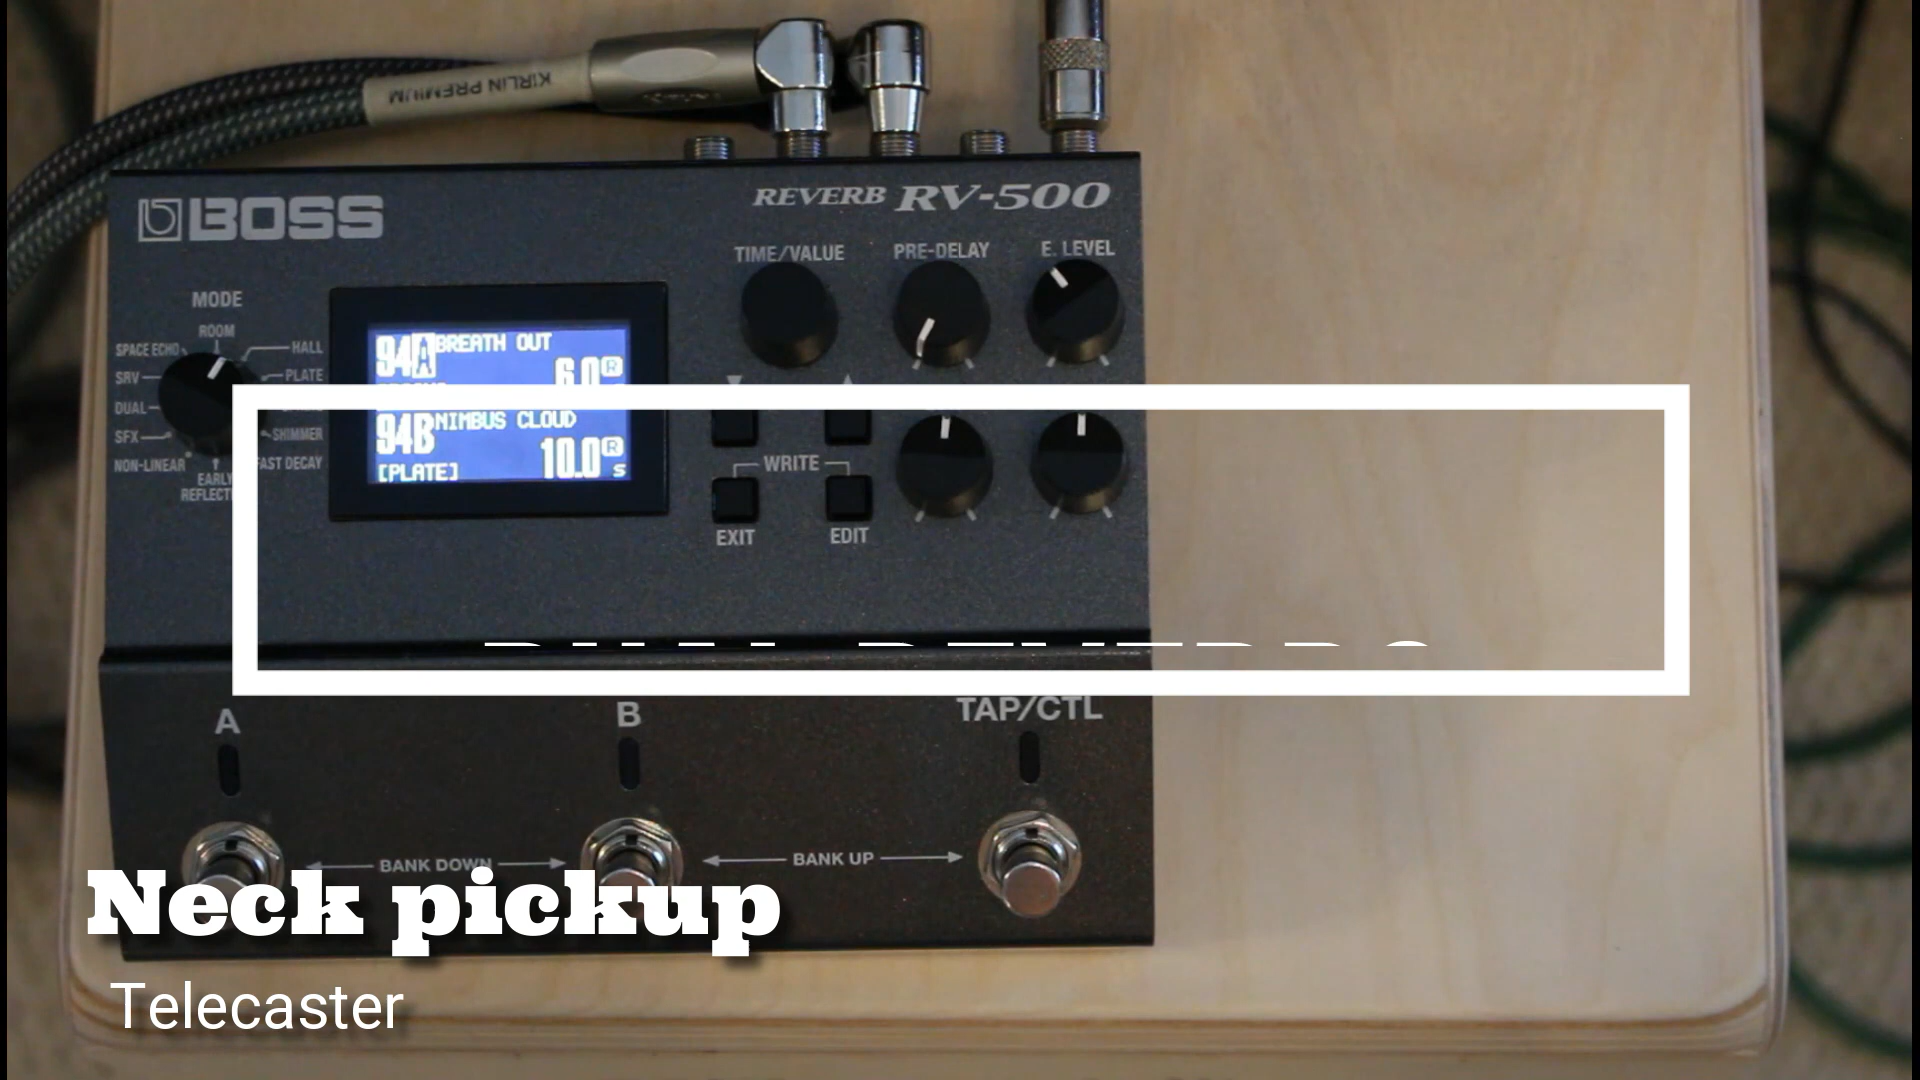 KIRLIN PREMIUM
BOSS
REVERB RV-500
TIME/VALUE
PRE-DELAY
E. LEVEL
MODE
ROOM
SPACE ECHO
HALL
SRV
PLATE
DUAL
SFX
SHIMMER
NON-LINEAR
FAST DECAY
EARLY
94A BREATH OUT
6.0 R
94B NIMBUS CLOUD
10.0 R
[PLATE] s
WRITE
EXIT
EDIT
A
B
TAP/CTL
BANK DOWN
BANK UP
Neck pickup
Telecaster